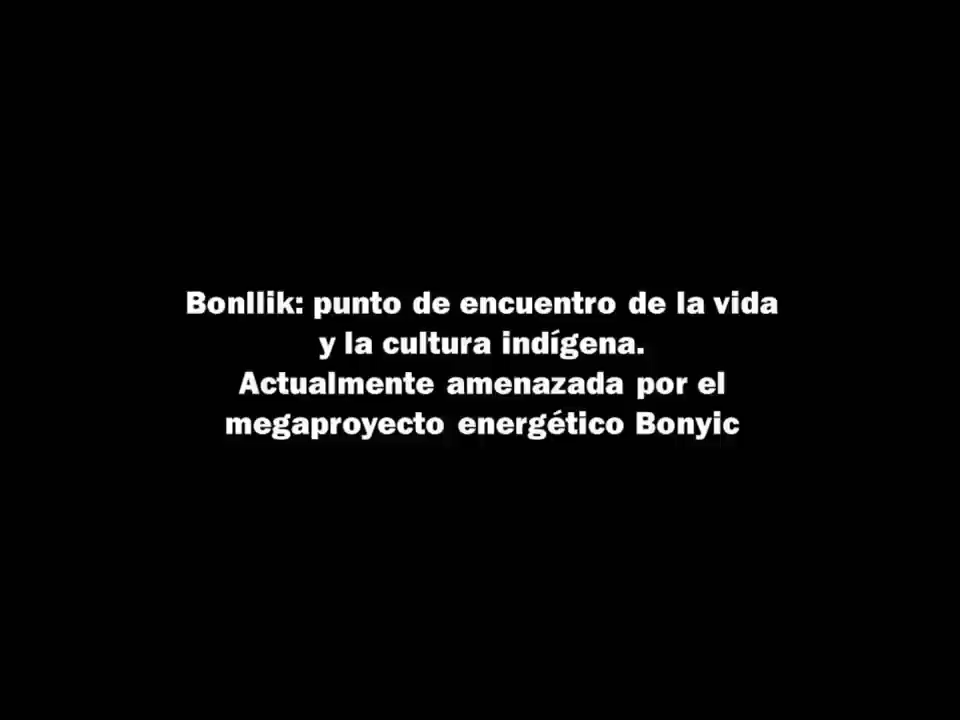 Bonllik: punto de encuentro de la vida
y la cultura indígena.
Actualmente amenazada por el
megaproyecto energético Bonyic